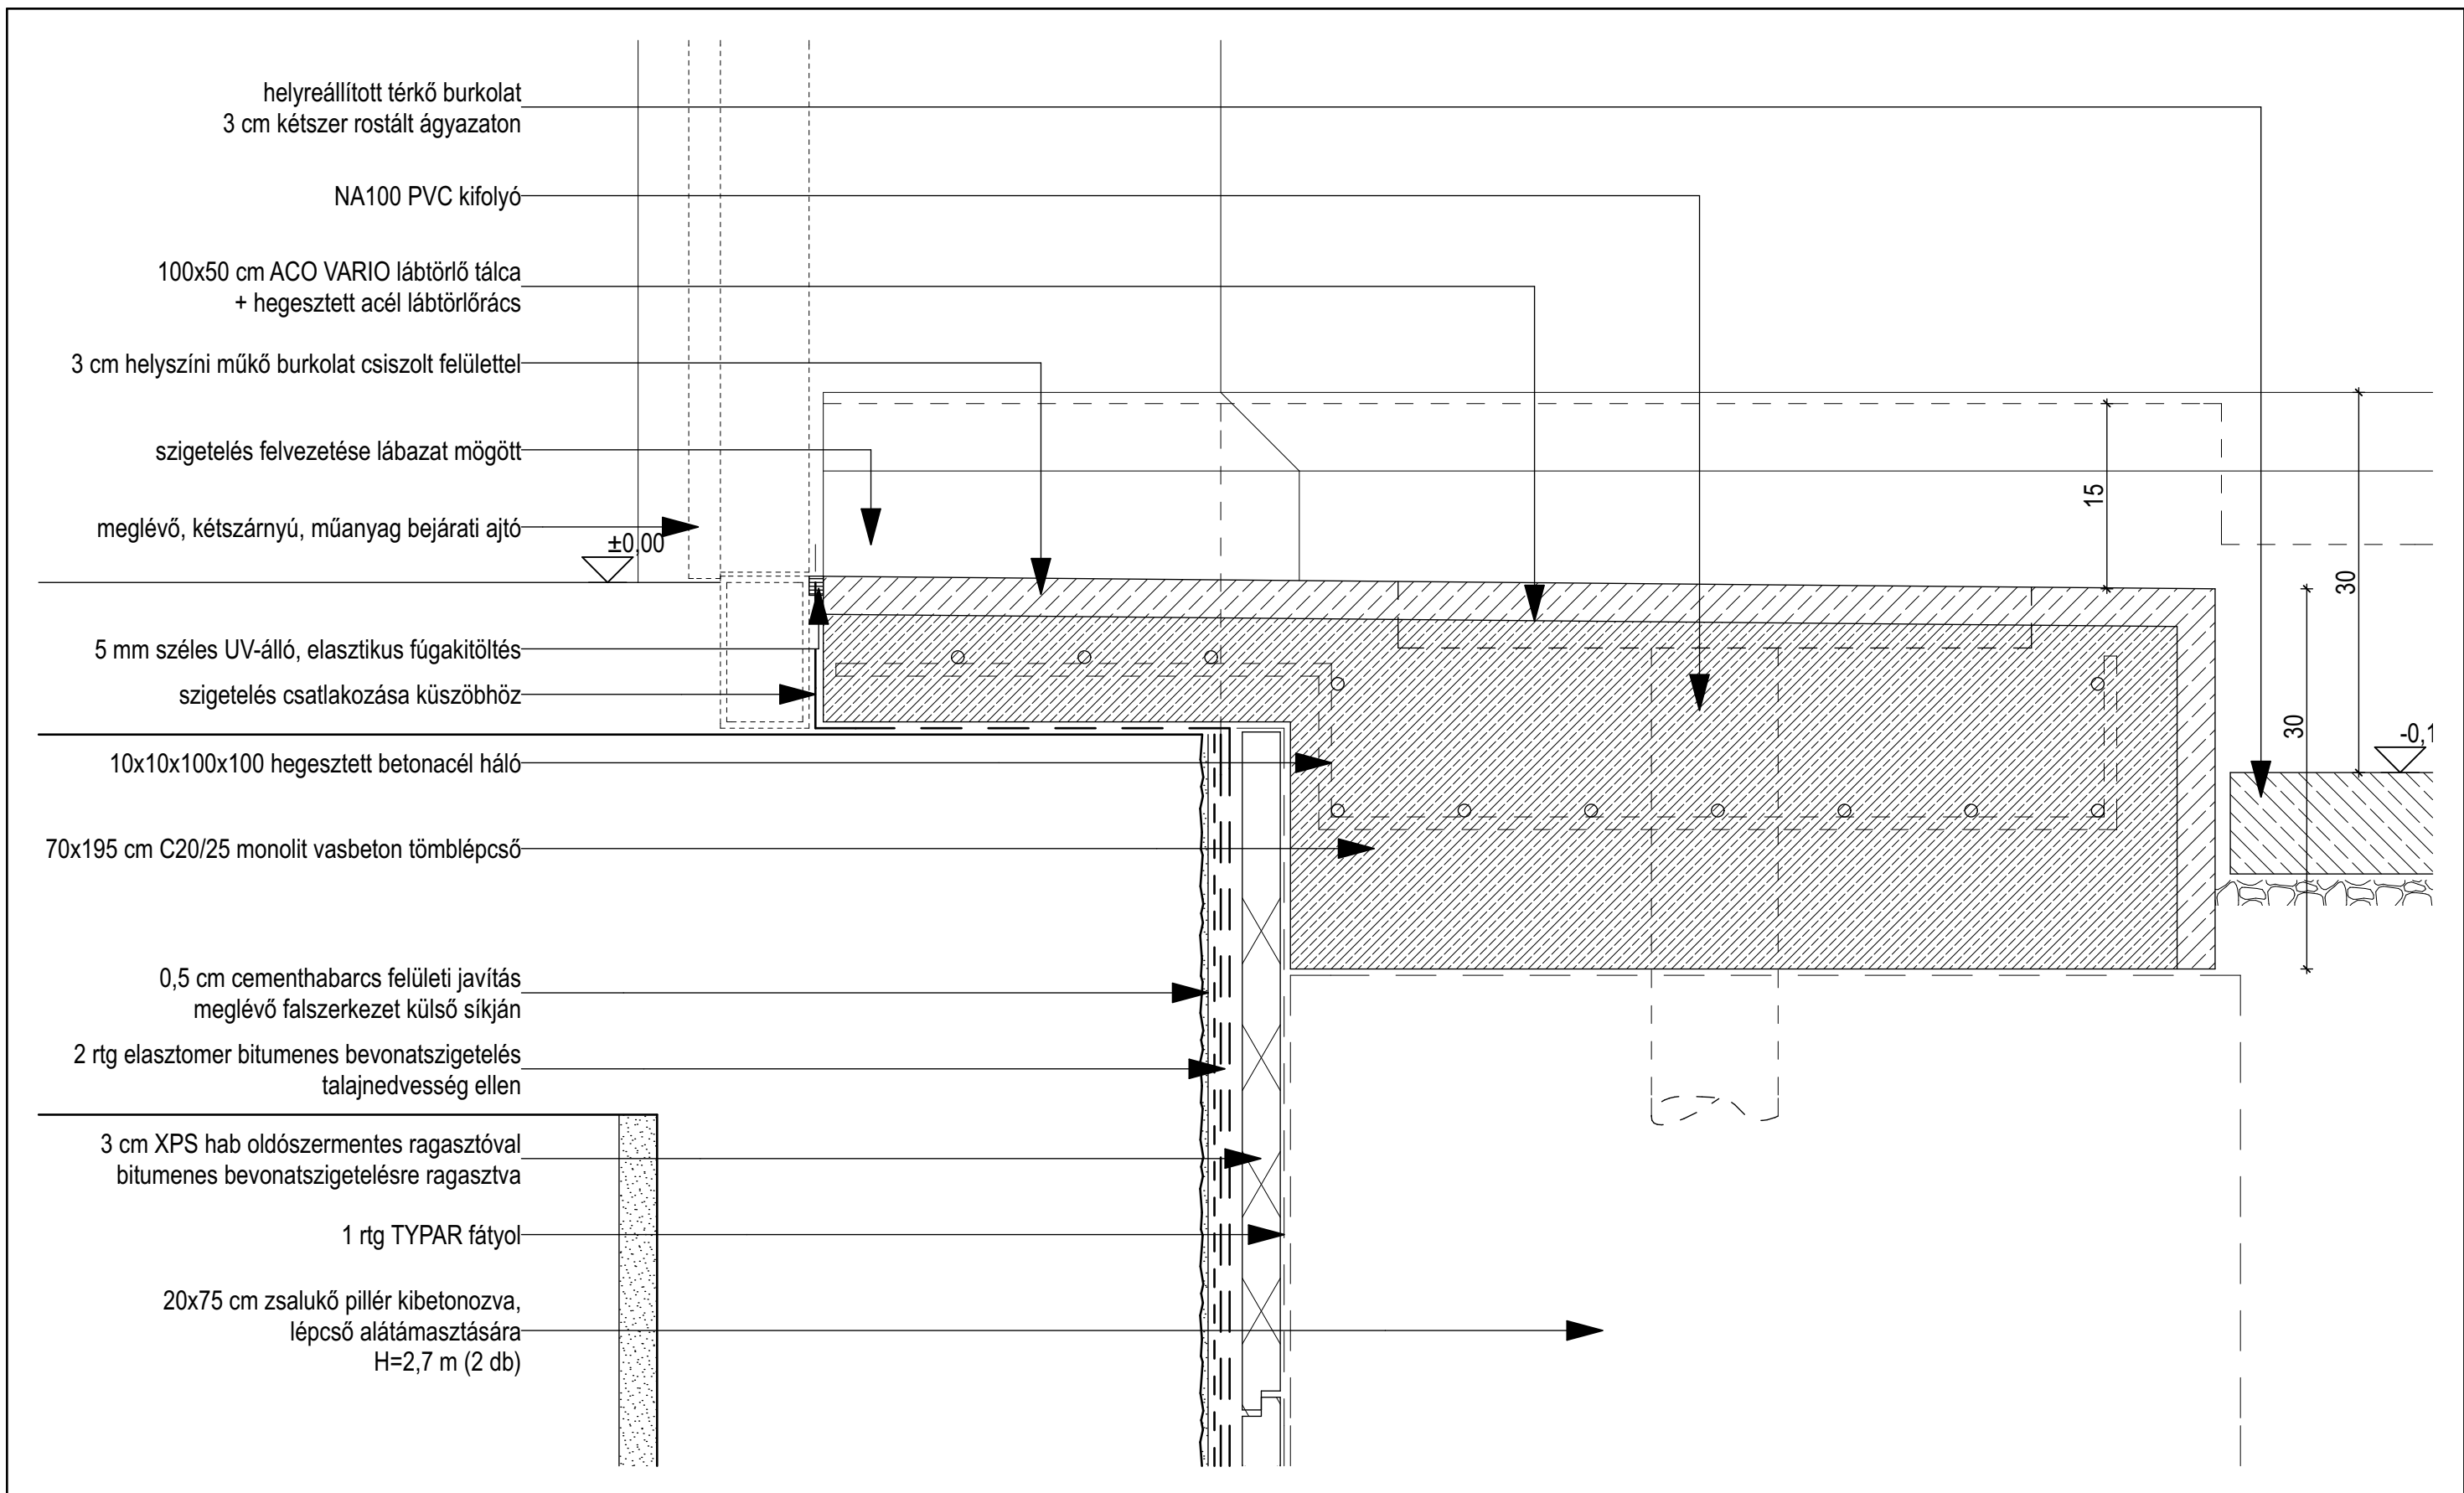 helyreállított térkő burkolat
3 cm kétszer rostált ágyazaton
NA100 PVC kifolyó
100x50 cm ACO VARIO lábtörlő tálca
+ hegesztett acél lábtörlőrács
3 cm helyszíni műkő burkolat csiszolt felülettel
szigetelés felvezetése lábazat mögött
15
meglévő, kétszárnyú, műanyag bejárati ajtó
±0,00
30
5 mm széles UV-álló, elasztikus fúgakitöltés
szigetelés csatlakozása küszöbhöz
30
-0,1
10x10x100x100 hegesztett betonacél háló
70x195 cm C20/25 monolit vasbeton tömblépcső
0,5 cm cementhabarcs felületi javítás
meglévő falszerkezet külső síkján
2 rtg elasztomer bitumenes bevonatszigetelés
talajnedvesség ellen
3 cm XPS hab oldószermentes ragasztóval
bitumenes bevonatszigetelésre ragasztva
1 rtg TYPAR fátyol
20x75 cm zsalukő pillér kibetonozva,
lépcső alátámasztására
H=2,7 m (2 db)